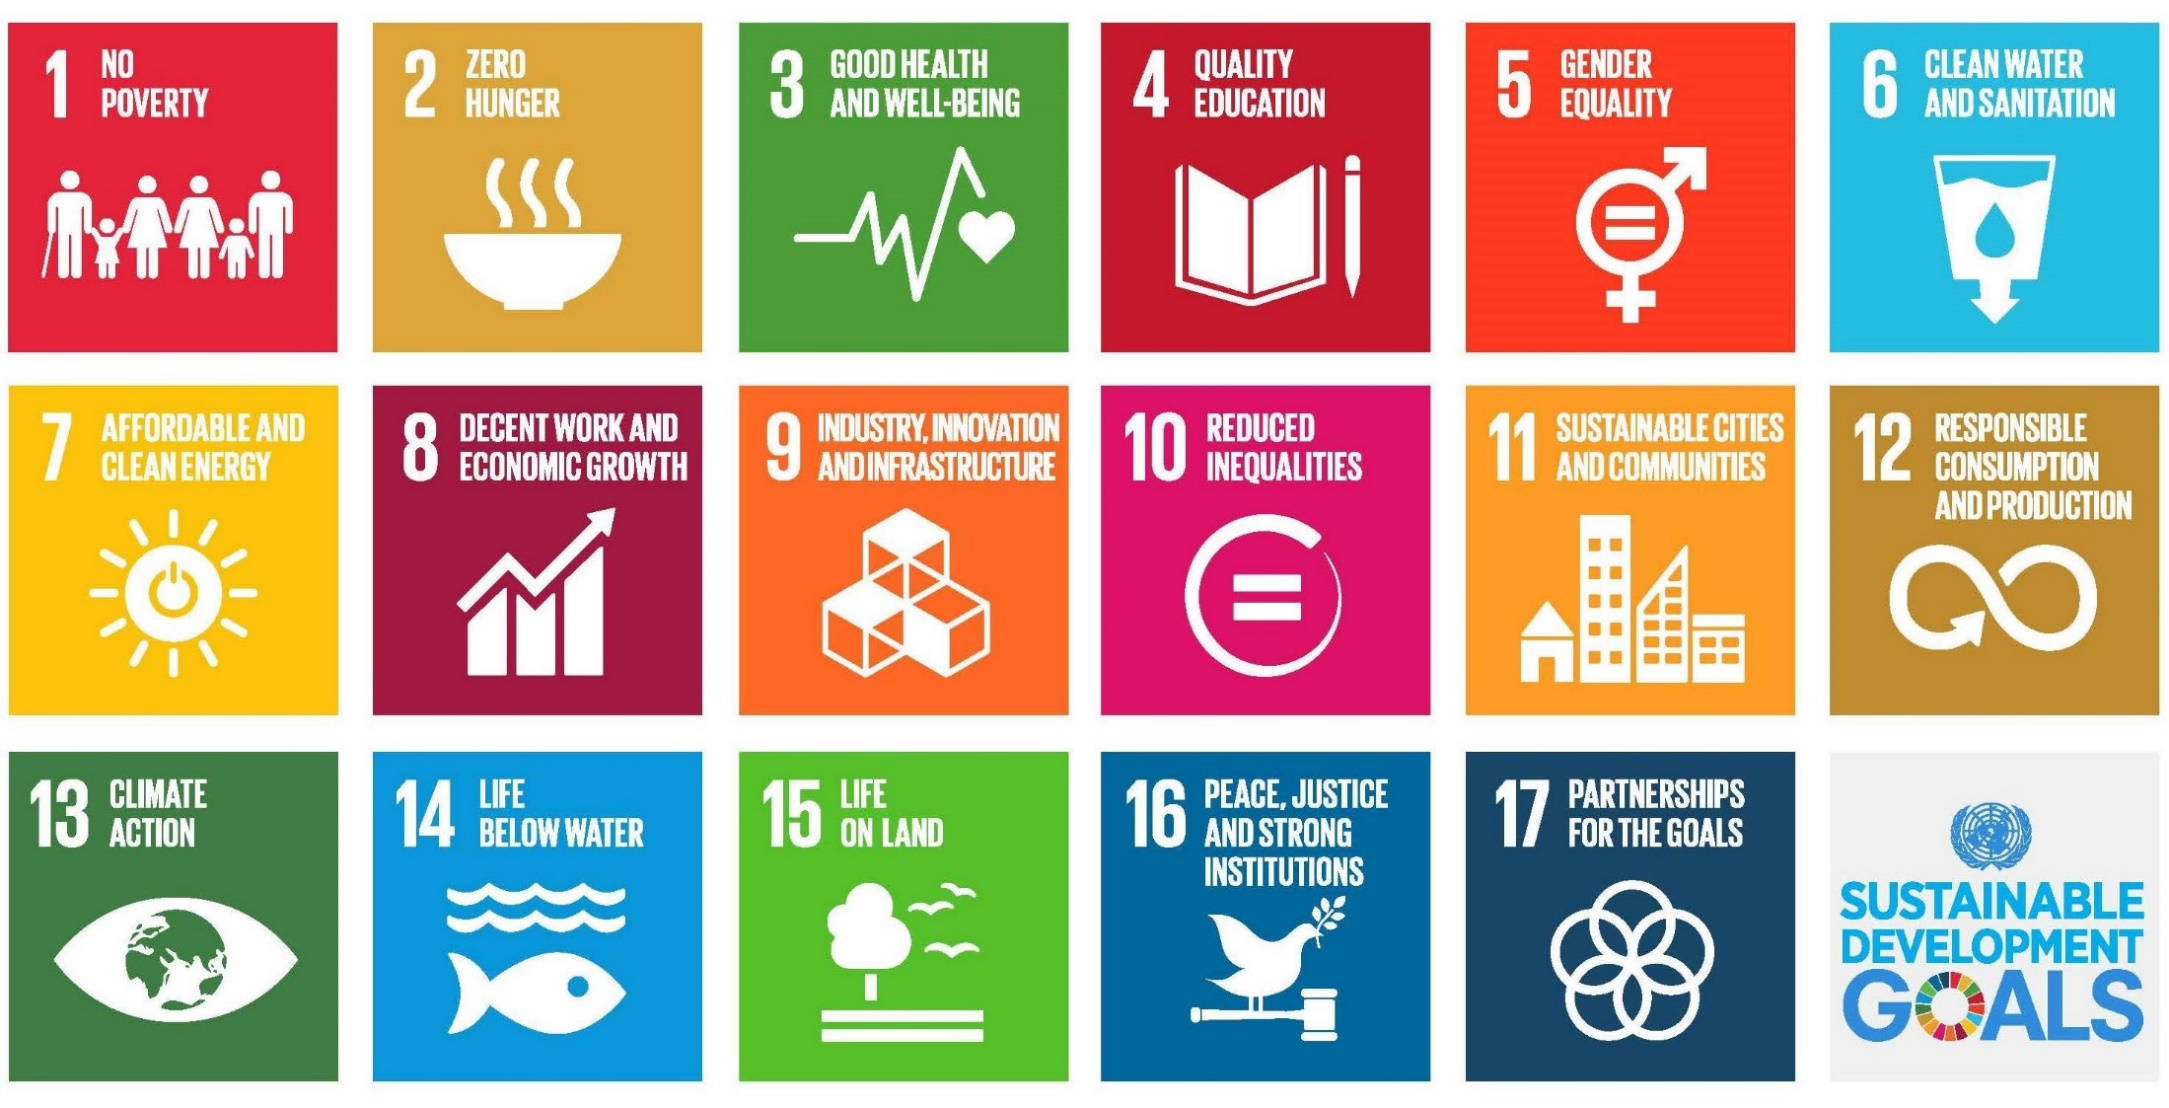 1 NO
POVERTY
2 ZERO
HUNGER
3 GOOD HEALTH
AND WELL-BEING
4 QUALITY
EDUCATION
5 GENDER
EQUALITY
6 CLEAN WATER
AND SANITATION
7 AFFORDABLE AND
CLEAN ENERGY
8 DECENT WORK AND
ECONOMIC GROWTH
9 INDUSTRY, INNOVATION
AND INFRASTRUCTURE
10 REDUCED
INEQUALITIES
11 SUSTAINABLE CITIES
AND COMMUNITIES
12 RESPONSIBLE
CONSUMPTION
AND PRODUCTION
13 CLIMATE
ACTION
14 LIFE
BELOW WATER
15 LIFE
ON LAND
16 PEACE, JUSTICE
AND STRONG
INSTITUTIONS
17 PARTNERSHIPS
FOR THE GOALS
SUSTAINABLE
DEVELOPMENT
GOALS